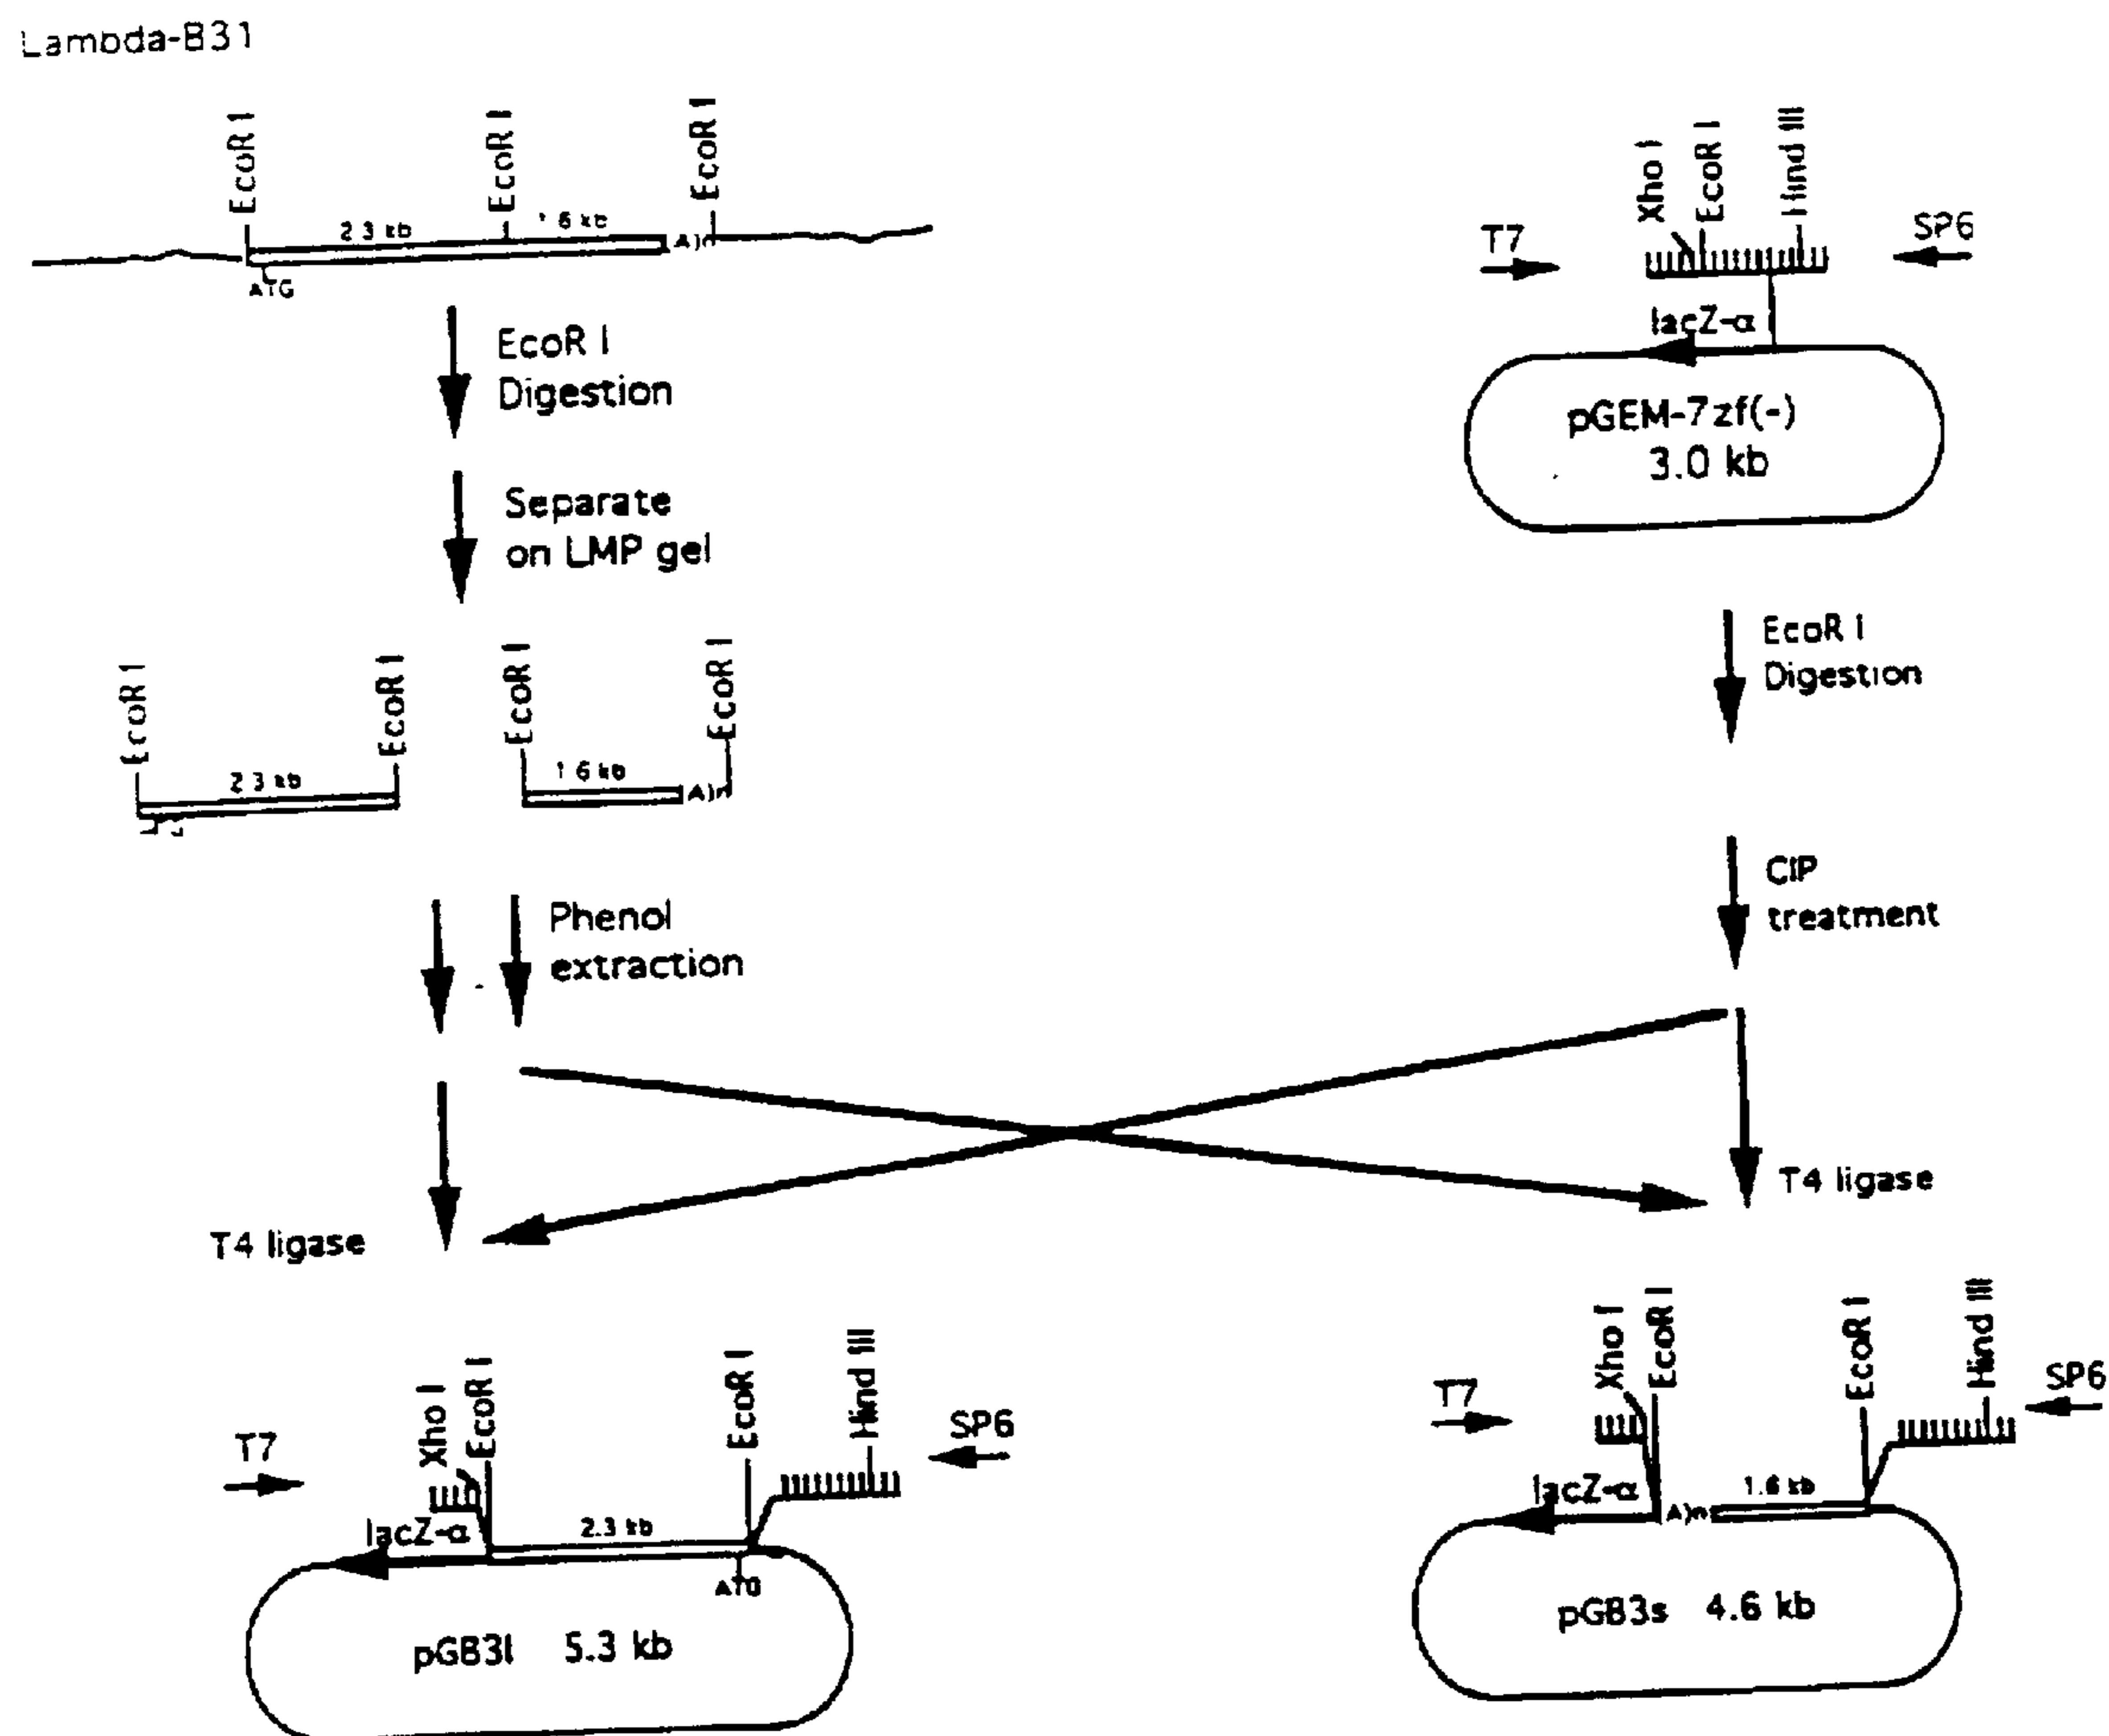 Lamoda-B31
EcoR I
EcoR I
EcoR I
2.3 kb
1.6 kb
A)n
ATG
EcoR I
Digestion
Separate
on LMP gel
EcoR I
EcoR I
EcoR I
EcoR I
2.3 kb
1.6 kb
A)n
Phenol
extraction
T4 ligase
Xho I
EcoR I
Hind III
T7
SP6
lacZ-α
pGEM-7zf(-)
3.0 kb
EcoR I
Digestion
CIP
treatment
T4 ligase
Xho I
EcoR I
EcoR I
Hind III
T7
SP6
lacZ-α
2.3 kb
ATG
pGB3l 5.3 kb
Xho I
EcoR I
EcoR I
Hind III
T7
SP6
lacZ-α
A)n
1.6 kb
pGB3s 4.6 kb